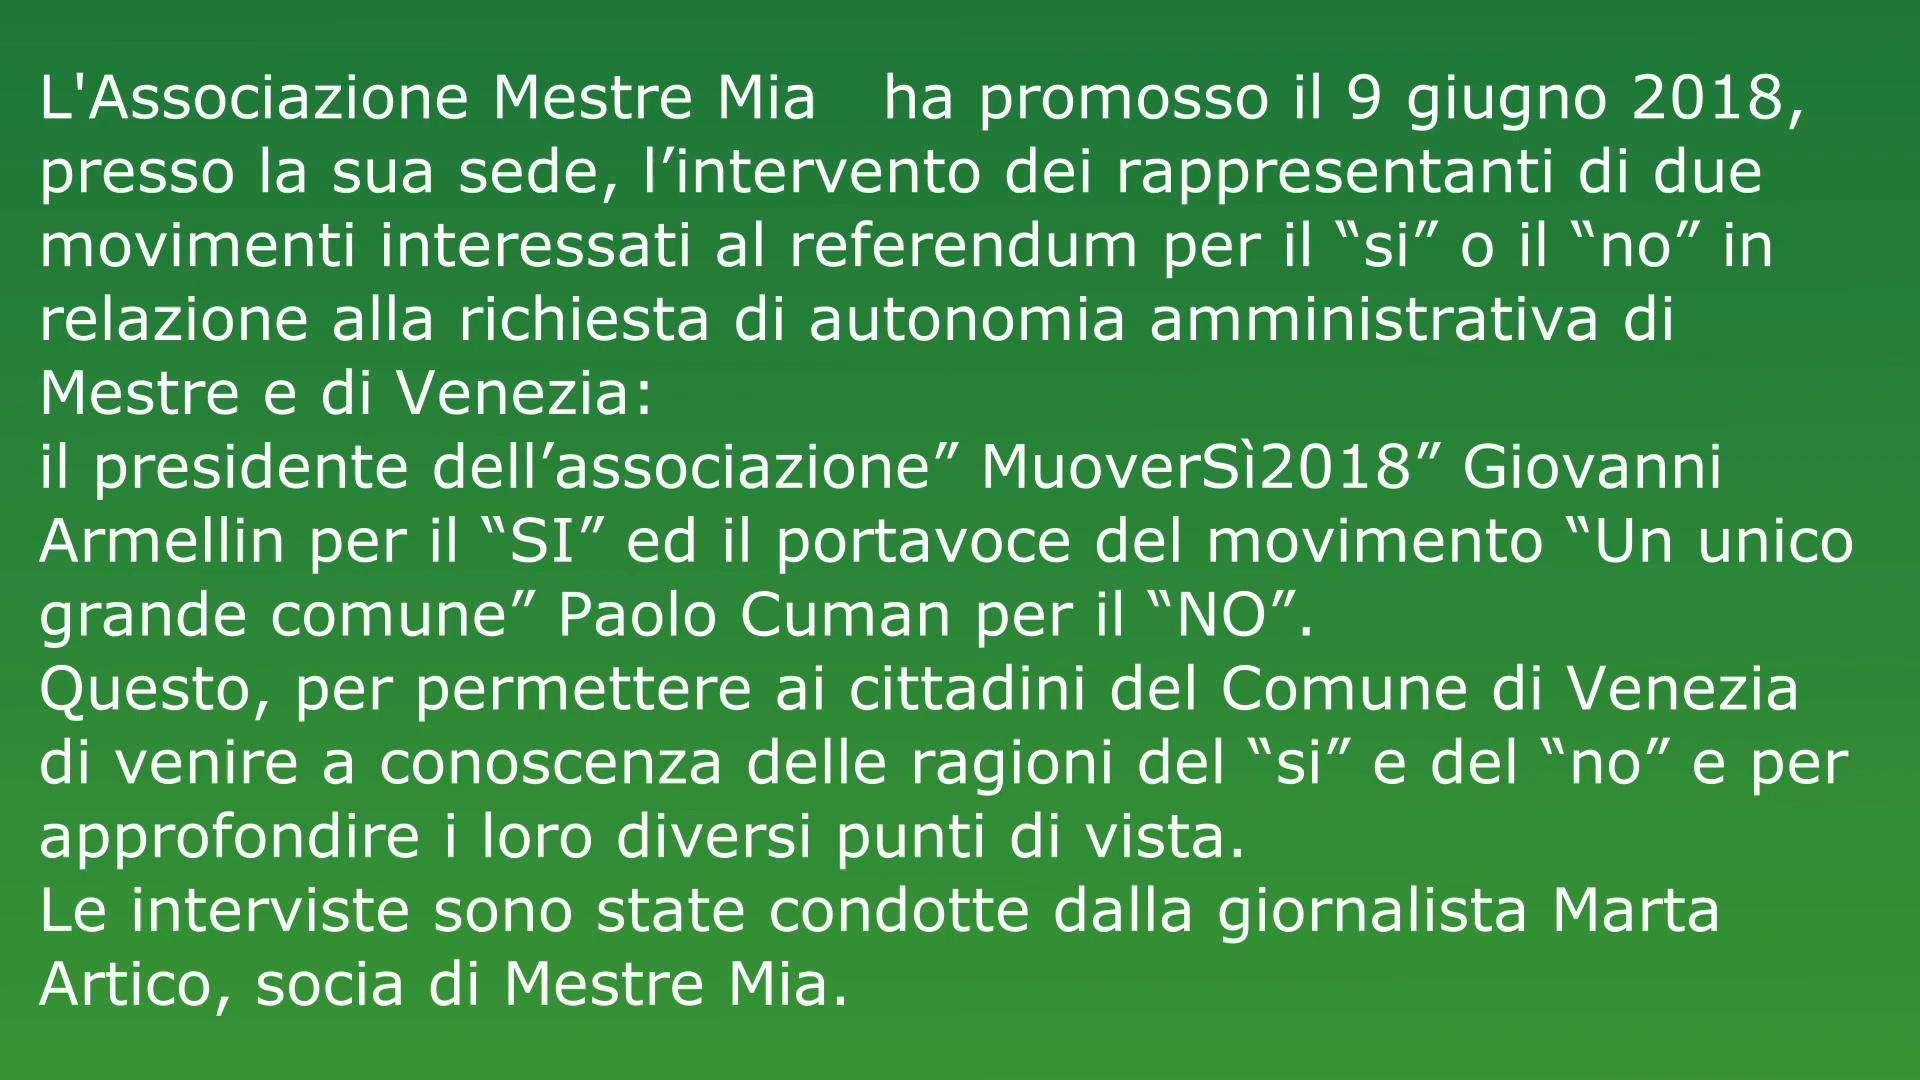 L'Associazione Mestre Mia   ha promosso il 9 giugno 2018,
presso la sua sede, l’intervento dei rappresentanti di due
movimenti interessati al referendum per il “si” o il “no” in
relazione alla richiesta di autonomia amministrativa di
Mestre e di Venezia:
il presidente dell’associazione” MuoverSì2018” Giovanni
Armellin per il “SI” ed il portavoce del movimento “Un unico
grande comune” Paolo Cuman per il “NO”.
Questo, per permettere ai cittadini del Comune di Venezia
di venire a conoscenza delle ragioni del “si” e del “no” e per
approfondire i loro diversi punti di vista.
Le interviste sono state condotte dalla giornalista Marta
Artico, socia di Mestre Mia.